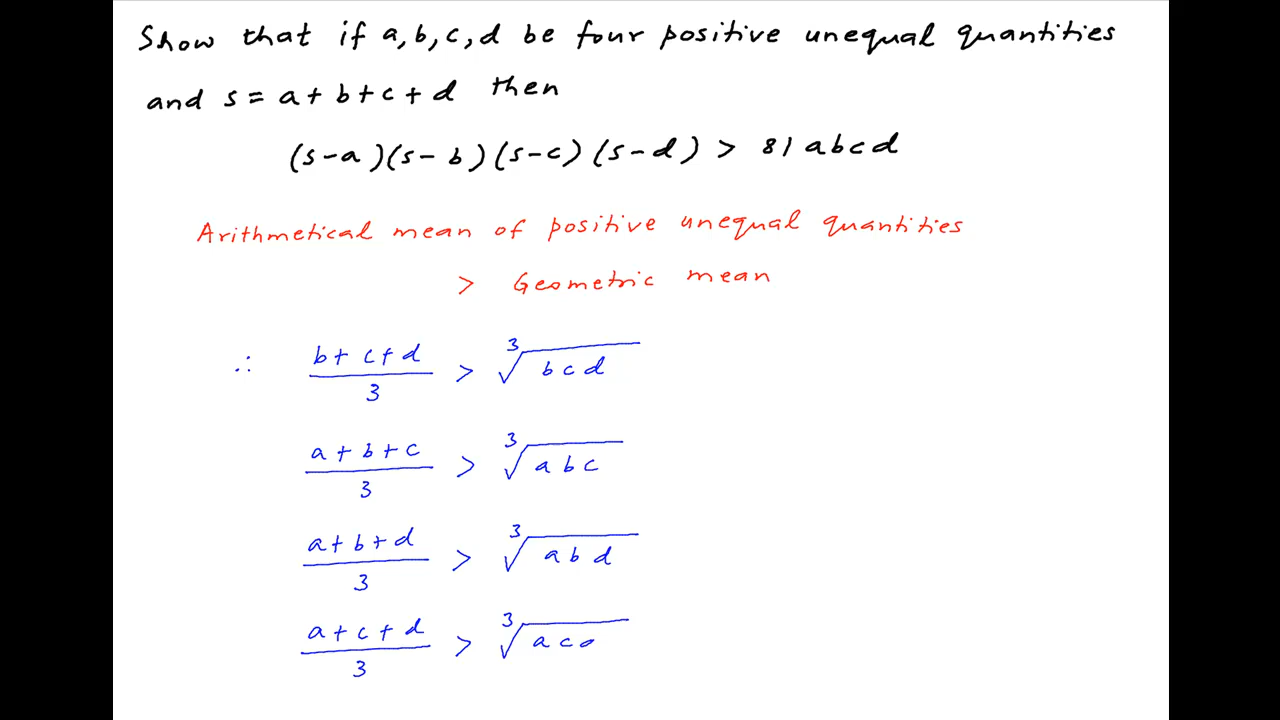 Show that if a, b, c, d be four positive unequal quantities
and s = a + b + c + d then
(s - a)(s - b)(s - c)(s - d) > 81 abcd
Arithmetical mean of positive unequal quantities
> Geometric mean
∴ (b + c + d)/3 > ∛(bcd)
(a + b + c)/3 > ∛(abc)
(a + b + d)/3 > ∛(abd)
(a + c + d)/3 > ∛(ac